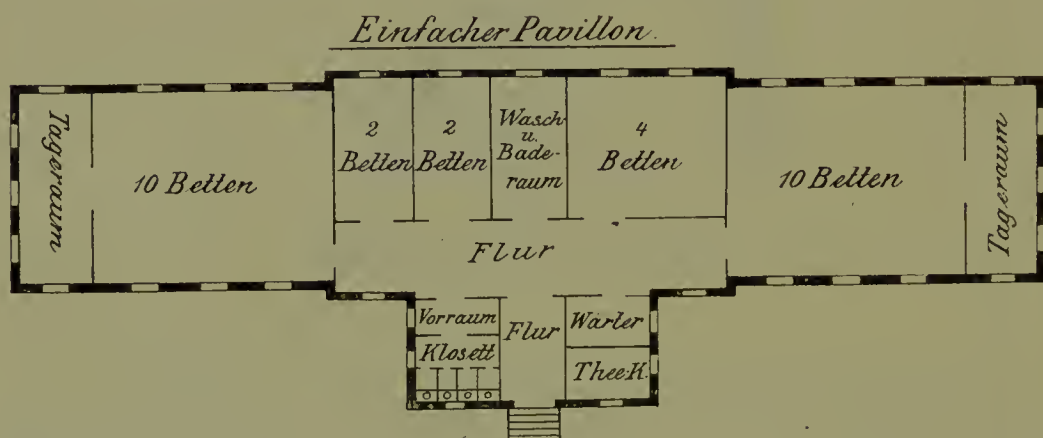 Einfacher Pavillon.
Tageraum
10 Betten
2
Betten
2
Betten
Wasch-
u.
Bade-
raum
4
Betten
10 Betten
Tageraum
Flur
Vorraum
Klosett
Flur
Wärter
Thee-K.